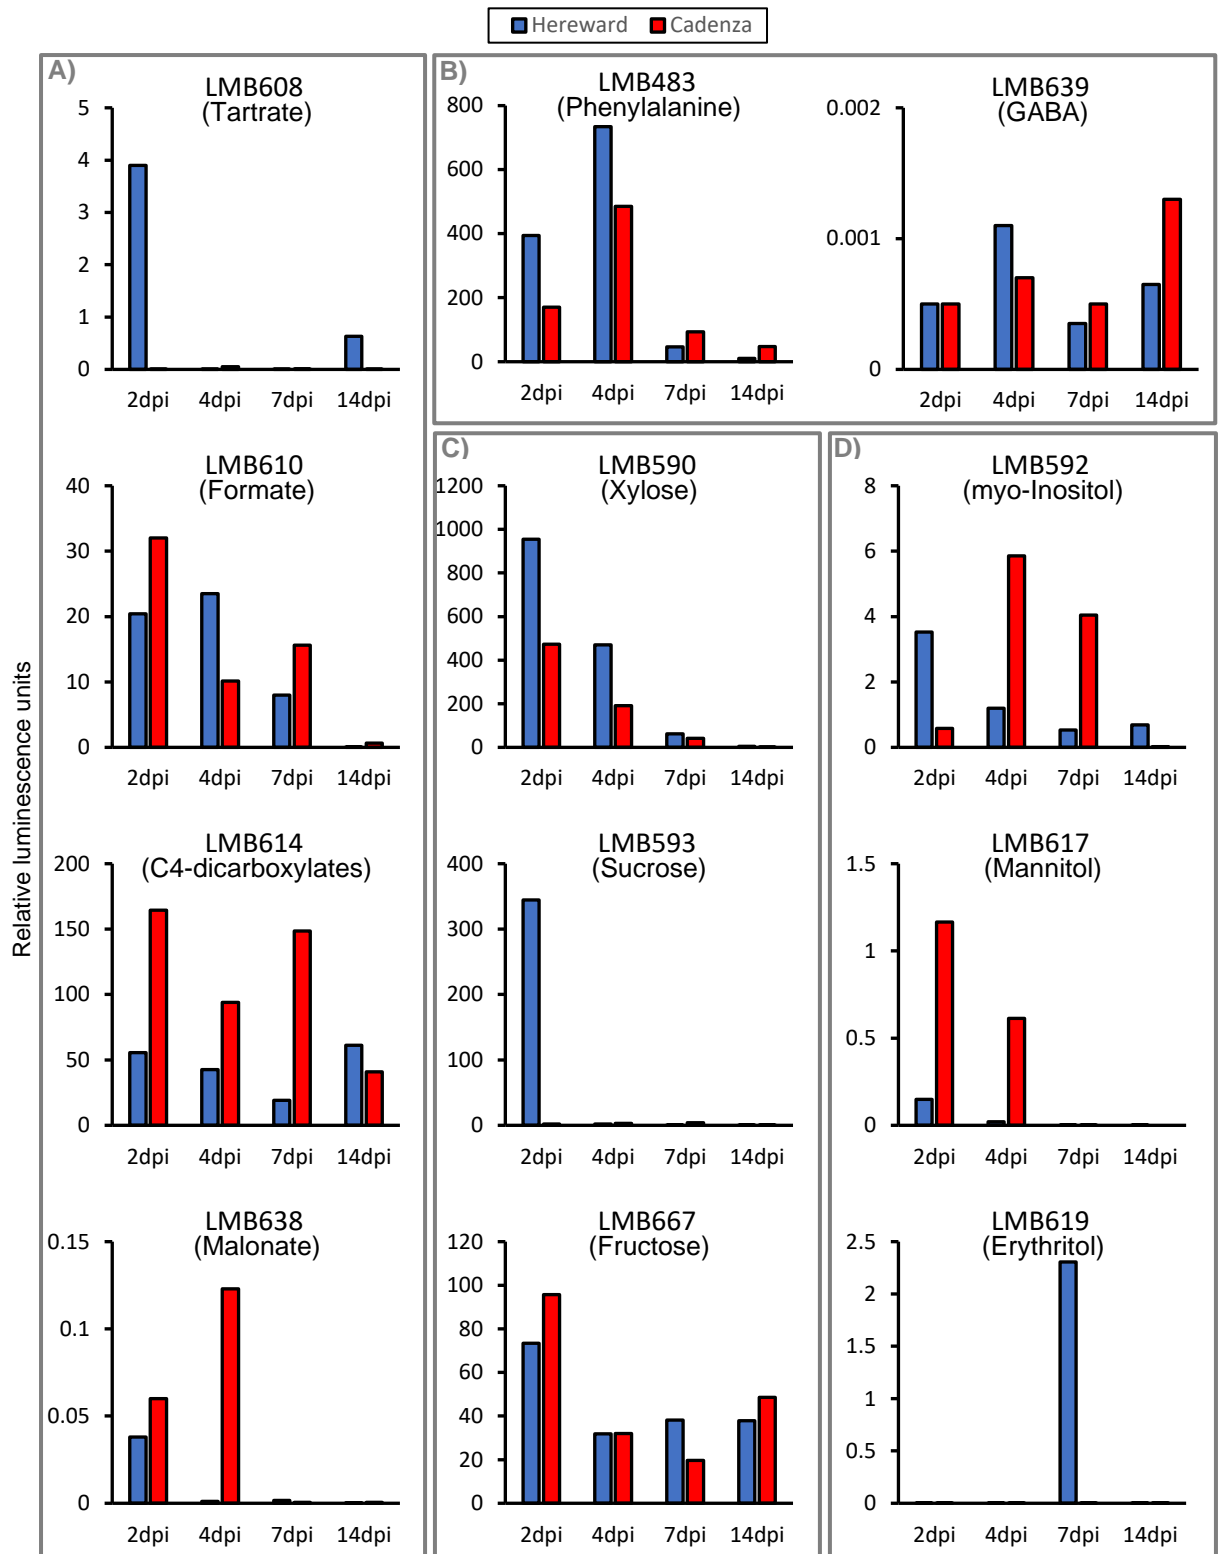 Hereward Cadenza
Relative luminescence units
A)
LMB608
(Tartrate)
5
4
3
2
1
0
2dpi 4dpi 7dpi 14dpi
LMB610
(Formate)
40
30
20
10
0
2dpi 4dpi 7dpi 14dpi
LMB614
(C4-dicarboxylates)
200
150
100
50
0
2dpi 4dpi 7dpi 14dpi
LMB638
(Malonate)
0.15
0.1
0.05
0
2dpi 4dpi 7dpi 14dpi
B)
LMB483
(Phenylalanine)
800
600
400
200
0
2dpi 4dpi 7dpi 14dpi
LMB639
(GABA)
0.002
0.001
0
2dpi 4dpi 7dpi 14dpi
C)
LMB590
(Xylose)
1200
1000
800
600
400
200
0
2dpi 4dpi 7dpi 14dpi
LMB593
(Sucrose)
400
300
200
100
0
2dpi 4dpi 7dpi 14dpi
LMB667
(Fructose)
120
100
80
60
40
20
0
2dpi 4dpi 7dpi 14dpi
D)
LMB592
(myo-Inositol)
8
6
4
2
0
2dpi 4dpi 7dpi 14dpi
LMB617
(Mannitol)
1.5
1
0.5
0
2dpi 4dpi 7dpi 14dpi
LMB619
(Erythritol)
2.5
2
1.5
1
0.5
0
2dpi 4dpi 7dpi 14dpi